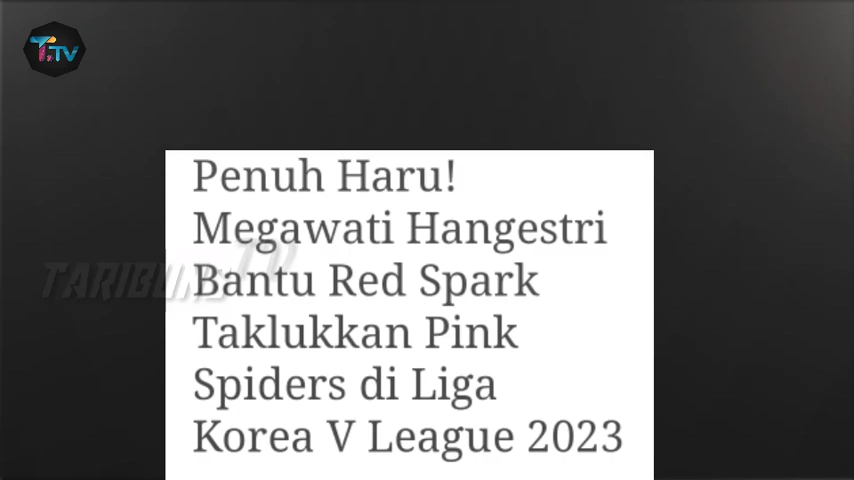 T.TV
Penuh Haru!
Megawati Hangestri
Bantu Red Spark
Taklukkan Pink
Spiders di Liga
Korea V League 2023